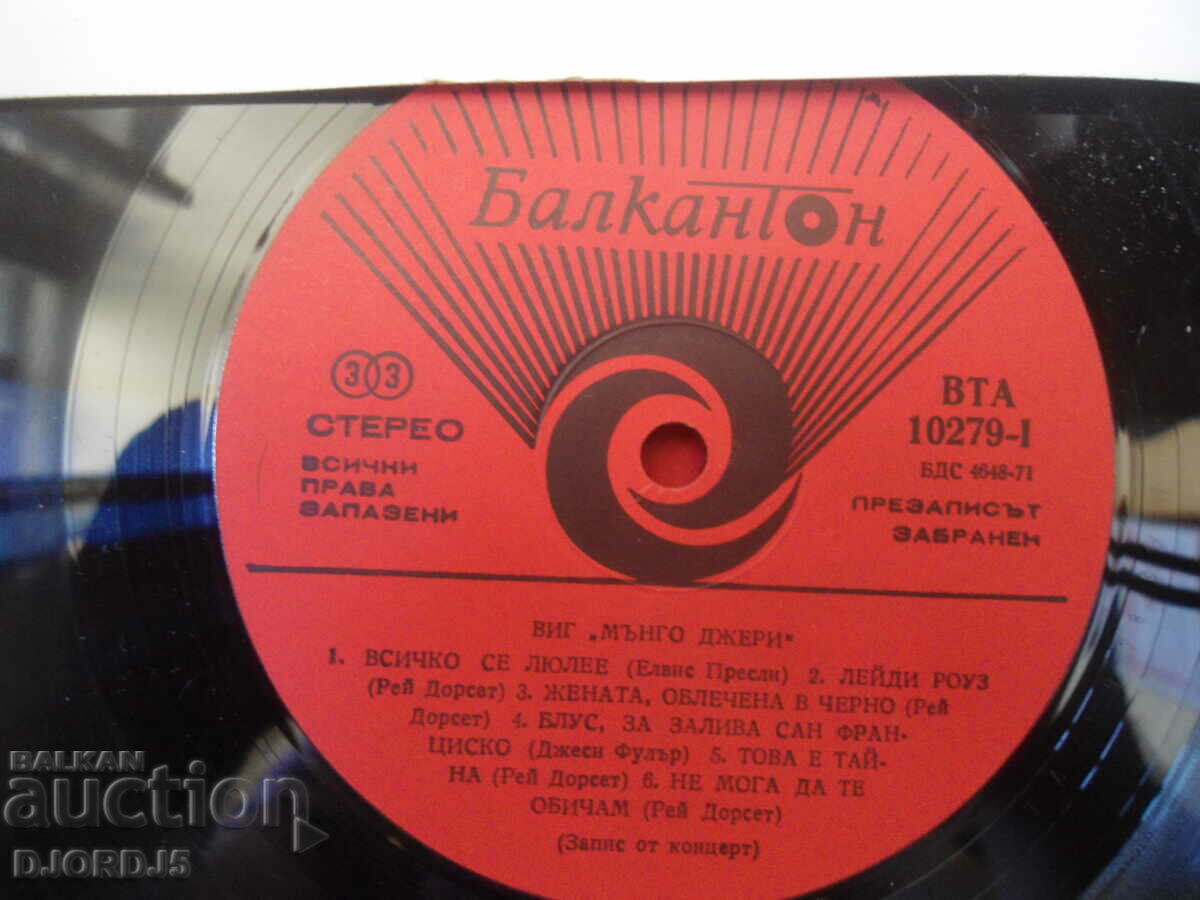 Балкантон
33
СТЕРЕО
ВСИЧКИ
ПРАВА
ЗАПАЗЕНИ
ВТА
10279-I
БДС 4648-71
ПРЕЗАПИСЪТ
ЗАБРАНЕН
ВИГ „МЪНГО ДЖЕРИ“
1. ВСИЧКО СЕ ЛЮЛЕЕ (Елвис Пресли) 2. ЛЕЙДИ РОУЗ
(Рей Дорсет) 3. ЖЕНАТА, ОБЛЕЧЕНА В ЧЕРНО (Рей
Дорсет) 4. БЛУС, ЗА ЗАЛИВА САН ФРАН-
ЦИСКО (Джеси Фулър) 5. ТОВА Е ТАЙ-
НА (Рей Дорсет) 6. НЕ МОГА ДА ТЕ
ОБИЧАМ (Рей Дорсет)
(Запис от концерт)
BALKAN
auction
DJORDJ5